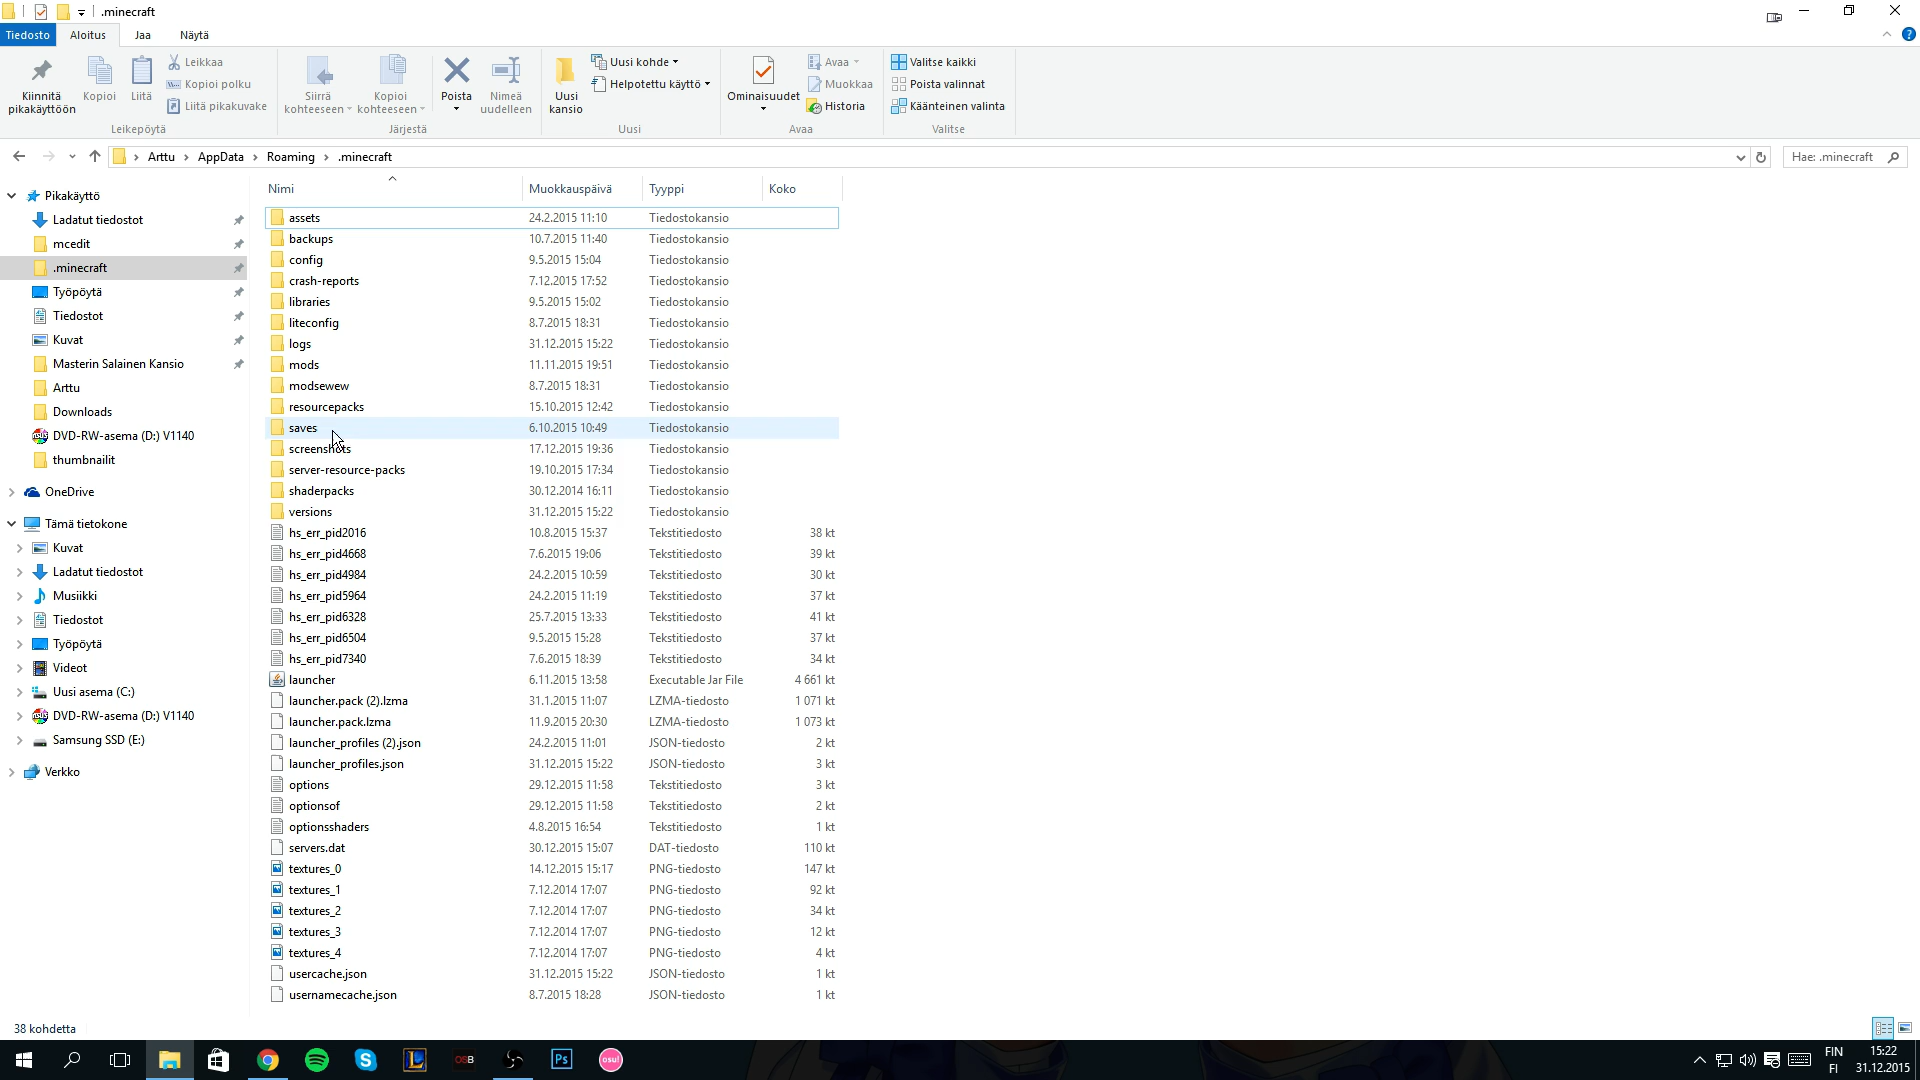 .minecraft
Tiedosto Aloitus Jaa Näytä
Kiinnitä pikakäyttöön
Kopioi
Liitä
Leikkaa
Kopioi polku
Liitä pikakuvake
Leikepöytä
Siirrä kohteeseen
Kopioi kohteeseen
Poista
Nimeä uudelleen
Järjestä
Uusi kansio
Uusi kohde
Helpotettu käyttö
Uusi
Ominaisuudet
Avaa
Muokkaa
Historia
Avaa
Valitse kaikki
Poista valinnat
Käänteinen valinta
Valitse
Arttu › AppData › Roaming › .minecraft
Hae: .minecraft
Pikakäyttö
Ladatut tiedostot
mcedit
.minecraft
Työpöytä
Tiedostot
Kuvat
Masterin Salainen Kansio
Arttu
Downloads
DVD-RW-asema (D:) V1140
thumbnailit
OneDrive
Tämä tietokone
Kuvat
Ladatut tiedostot
Musiikki
Tiedostot
Työpöytä
Videot
Uusi asema (C:)
DVD-RW-asema (D:) V1140
Samsung SSD (E:)
Verkko
Nimi Muokkauspäivä Tyyppi Koko
assets 24.2.2015 11:10 Tiedostokansio
backups 10.7.2015 11:40 Tiedostokansio
config 9.5.2015 15:04 Tiedostokansio
crash-reports 7.12.2015 17:52 Tiedostokansio
libraries 9.5.2015 15:02 Tiedostokansio
liteconfig 8.7.2015 18:31 Tiedostokansio
logs 31.12.2015 15:22 Tiedostokansio
mods 11.11.2015 19:51 Tiedostokansio
modsewew 8.7.2015 18:31 Tiedostokansio
resourcepacks 15.10.2015 12:42 Tiedostokansio
saves 6.10.2015 10:49 Tiedostokansio
screenshots 17.12.2015 19:36 Tiedostokansio
server-resource-packs 19.10.2015 17:34 Tiedostokansio
shaderpacks 30.12.2014 16:11 Tiedostokansio
versions 31.12.2015 15:22 Tiedostokansio
hs_err_pid2016 10.8.2015 15:37 Tekstitiedosto 38 kt
hs_err_pid4668 7.6.2015 19:06 Tekstitiedosto 39 kt
hs_err_pid4984 24.2.2015 10:59 Tekstitiedosto 30 kt
hs_err_pid5964 24.2.2015 11:19 Tekstitiedosto 37 kt
hs_err_pid6328 25.7.2015 13:33 Tekstitiedosto 41 kt
hs_err_pid6504 9.5.2015 15:28 Tekstitiedosto 37 kt
hs_err_pid7340 7.6.2015 18:39 Tekstitiedosto 34 kt
launcher 6.11.2015 13:58 Executable Jar File 4 661 kt
launcher.pack (2).lzma 31.1.2015 11:07 LZMA-tiedosto 1 071 kt
launcher.pack.lzma 11.9.2015 20:30 LZMA-tiedosto 1 073 kt
launcher_profiles (2).json 24.2.2015 11:01 JSON-tiedosto 2 kt
launcher_profiles.json 31.12.2015 15:22 JSON-tiedosto 3 kt
options 29.12.2015 11:58 Tekstitiedosto 3 kt
optionsof 29.12.2015 11:58 Tekstitiedosto 2 kt
optionsshaders 4.8.2015 16:54 Tekstitiedosto 1 kt
servers.dat 30.12.2015 15:07 DAT-tiedosto 110 kt
textures_0 14.12.2015 15:17 PNG-tiedosto 147 kt
textures_1 7.12.2014 17:07 PNG-tiedosto 92 kt
textures_2 7.12.2014 17:07 PNG-tiedosto 34 kt
textures_3 7.12.2014 17:07 PNG-tiedosto 12 kt
textures_4 7.12.2014 17:07 PNG-tiedosto 4 kt
usercache.json 31.12.2015 15:22 JSON-tiedosto 1 kt
usernamecache.json 8.7.2015 18:28 JSON-tiedosto 1 kt
38 kohdetta
OSB
Ps
osu!
FIN
FI
15:22
31.12.2015